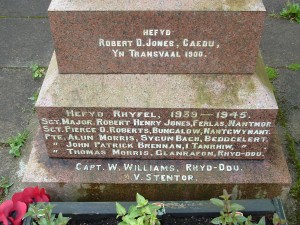 HEFYD
ROBERT D. JONES, CAEDU,
YN TRANSVAAL 1900.
HEFYD RHYFEL, 1939-1945.
SGT. MAJOR. ROBERT HENRY JONES, FERLAS, NANTMOR.
SGT. PIERCE O. ROBERTS, BUNGALOW, NANTGWYNANT.
PTE. ALUN MORRIS, SYGUN BACH, BEDDGELERT.
" JOHN PATRICK BRENNAN, 1 TANRHIW, "
" THOMAS MORRIS, GLANRAFON, RHYD-DDU.
CAPT. W. WILLIAMS, RHYD-DDU.
V. STENTOR.